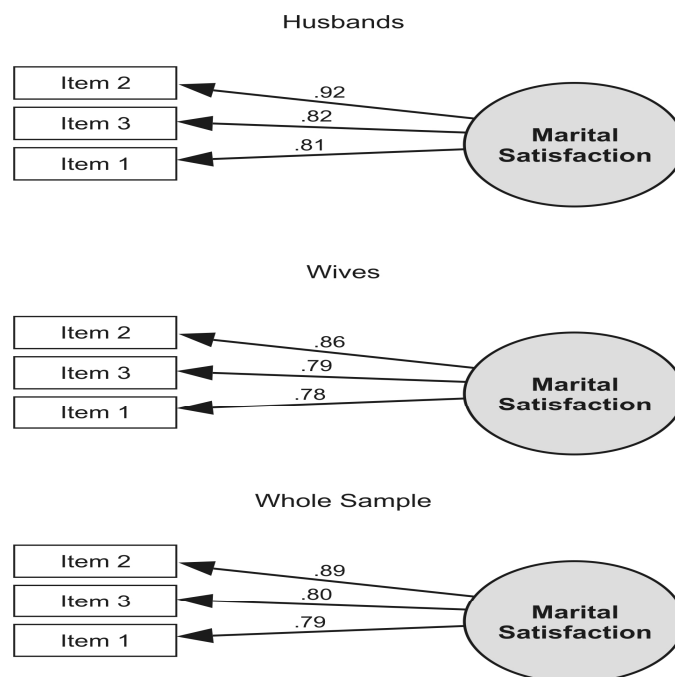 Husbands
Item 2
.92
Item 3
.82
Item 1
.81
Marital
Satisfaction
Wives
Item 2
.86
Item 3
.79
Item 1
.78
Marital
Satisfaction
Whole Sample
Item 2
.89
Item 3
.80
Item 1
.79
Marital
Satisfaction